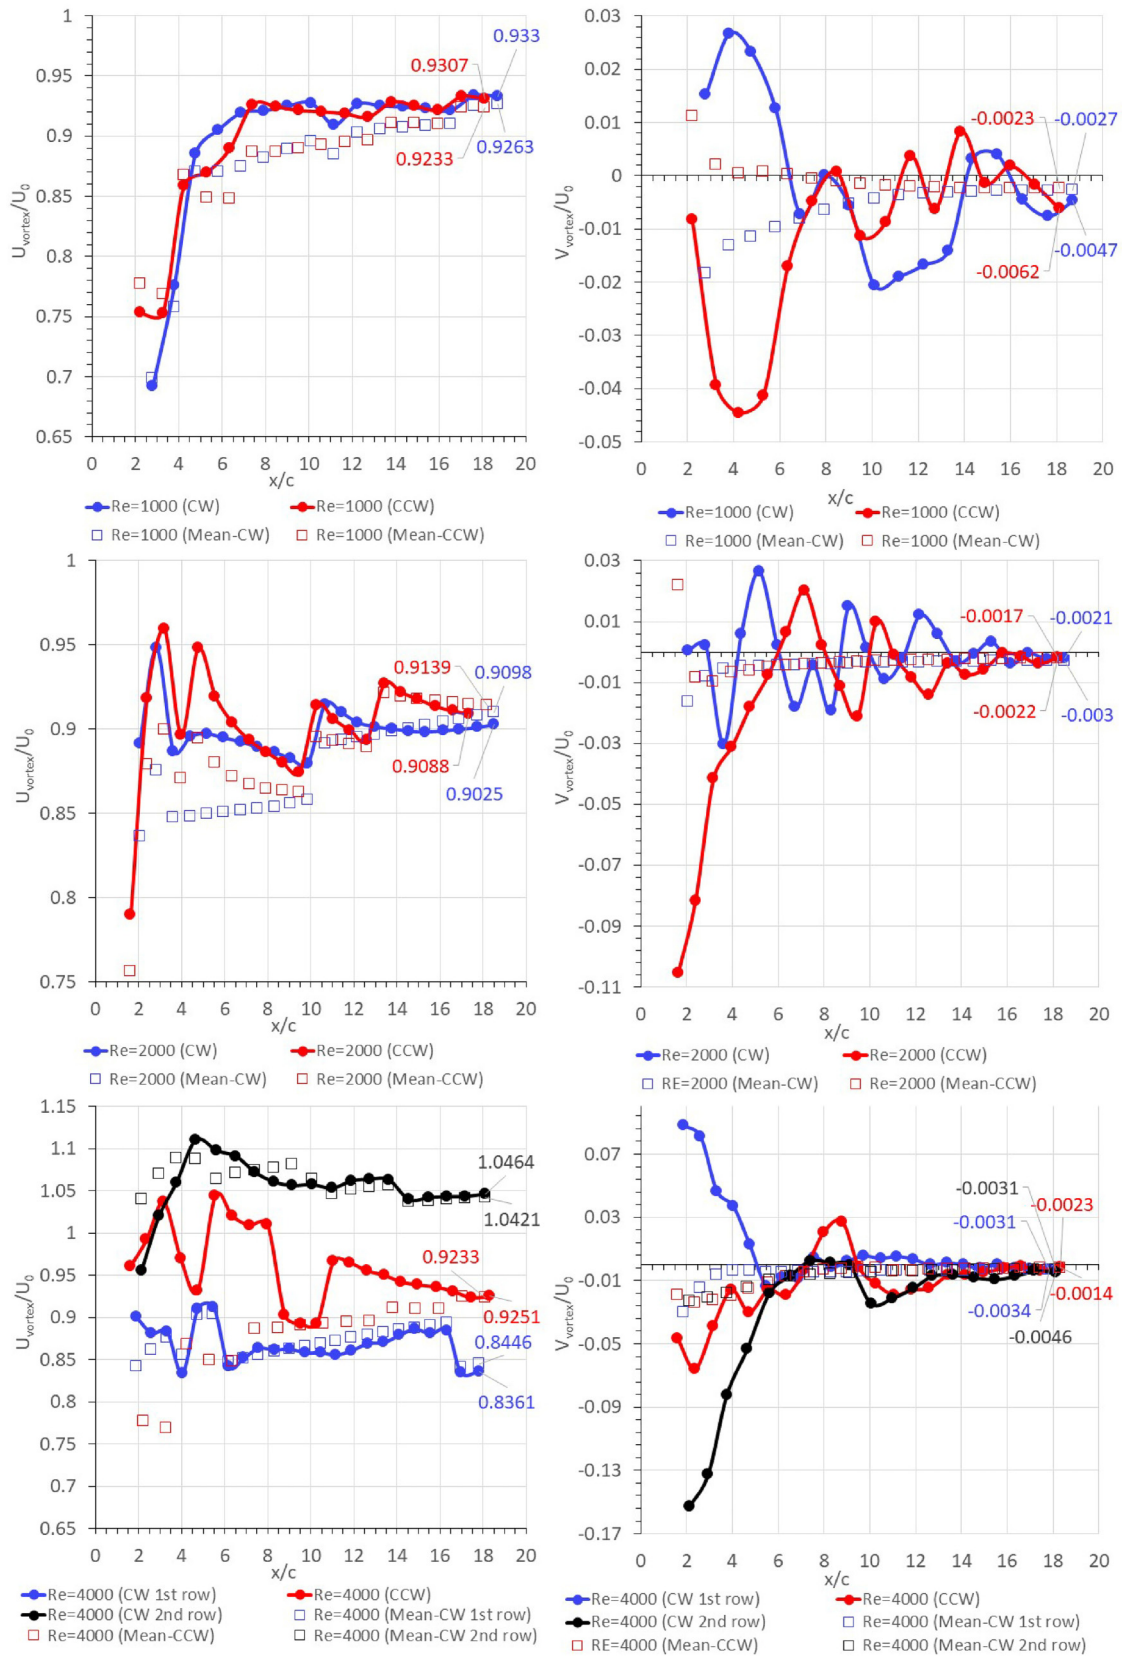 1
0.95
0.9
0.85
0.8
0.75
0.7
0.65
U_vortex/U_0
0.9307
0.933
0.9233
0.9263
0 2 4 6 8 10 12 14 16 18 20
x/c
Re=1000 (CW) Re=1000 (CCW)
Re=1000 (Mean-CW) Re=1000 (Mean-CCW)
0.03
0.02
0.01
0
-0.01
-0.02
-0.03
-0.04
-0.05
V_vortex/U_0
-0.0023
-0.0027
-0.0047
-0.0062
0 2 4 6 8 10 12 14 16 18 20
x/c
Re=1000 (CW) Re=1000 (CCW)
Re=1000 (Mean-CW) Re=1000 (Mean-CW)
1
0.95
0.9
0.85
0.8
0.75
U_vortex/U_0
0.9139
0.9098
0.9088
0.9025
0 2 4 6 8 10 12 14 16 18 20
x/c
Re=2000 (CW) Re=2000 (CCW)
Re=2000 (Mean-CW) Re=2000 (Mean-CCW)
0.03
0.01
-0.01
-0.03
-0.05
-0.07
-0.09
-0.11
V_vortex/U_0
-0.0017
-0.0021
-0.0022
-0.003
0 2 4 6 8 10 12 14 16 18 20
x/c
Re=2000 (CW) Re=2000 (CCW)
RE=2000 (Mean-CW) Re=2000 (Mean-CCW)
1.15
1.1
1.05
1
0.95
0.9
0.85
0.8
0.75
0.7
0.65
U_vortex/U_0
1.0464
1.0421
0.9233
0.9251
0.8446
0.8361
0 2 4 6 8 10 12 14 16 18 20
x/c
Re=4000 (CW 1st row) Re=4000 (CCW)
Re=4000 (CW 2nd row) Re=4000 (Mean-CW 1st row)
Re=4000 (Mean-CCW) Re=4000 (Mean-CW 2nd row)
0.07
0.03
-0.01
-0.05
-0.09
-0.13
-0.17
V_vortex/U_0
-0.0031
-0.0023
-0.0031
-0.0014
-0.0034
-0.0046
0 2 4 6 8 10 12 14 16 18 20
x/c
Re=4000 (CW 1st row) Re=4000 (CCW)
Re=4000 (CW 2nd row) Re=4000 (Mean-CW 1st row)
RE=4000 (Mean-CCW) Re=4000 (Mean-CW 2nd row)